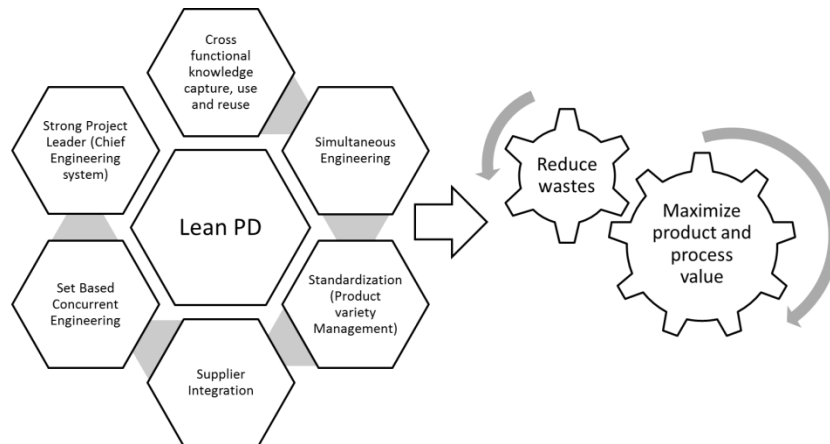 Cross
functional
knowledge
capture, use
and reuse
Strong Project
Leader (Chief
Engineering
system)
Simultaneous
Engineering
Lean PD
Set Based
Concurrent
Engineering
Standardization
(Product
variety
Management)
Supplier
Integration
Reduce
wastes
Maximize
product and
process
value